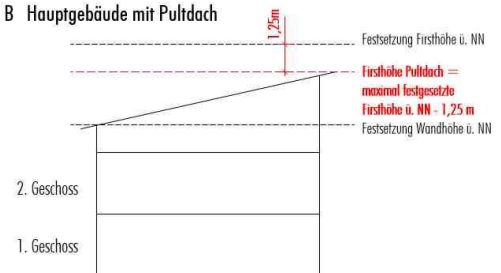 B Hauptgebäude mit Pultdach
1,25m
Festsetzung Firsthöhe ü. NN
Firsthöhe Pultdach =
maximal festgesetzte
Firsthöhe ü. NN - 1,25 m
Festsetzung Wandhöhe ü. NN
2. Geschoss
1. Geschoss